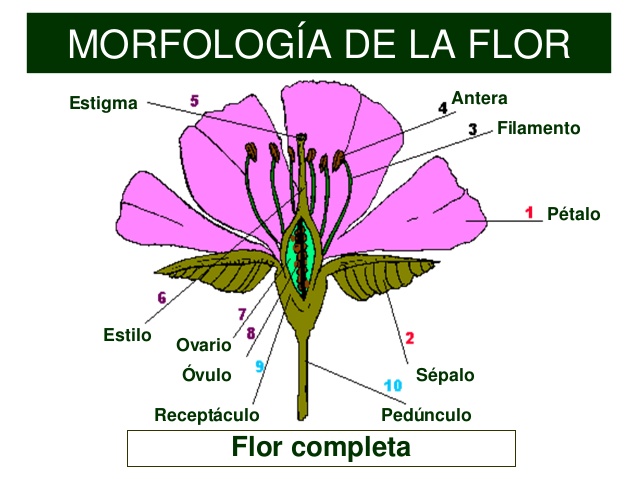 MORFOLOGÍA DE LA FLOR
Estigma
5
4
Antera
3
Filamento
1
Pétalo
6
Estilo
7
Ovario
8
Óvulo
9
Receptáculo
2
Sépalo
10
Pedúnculo
Flor completa